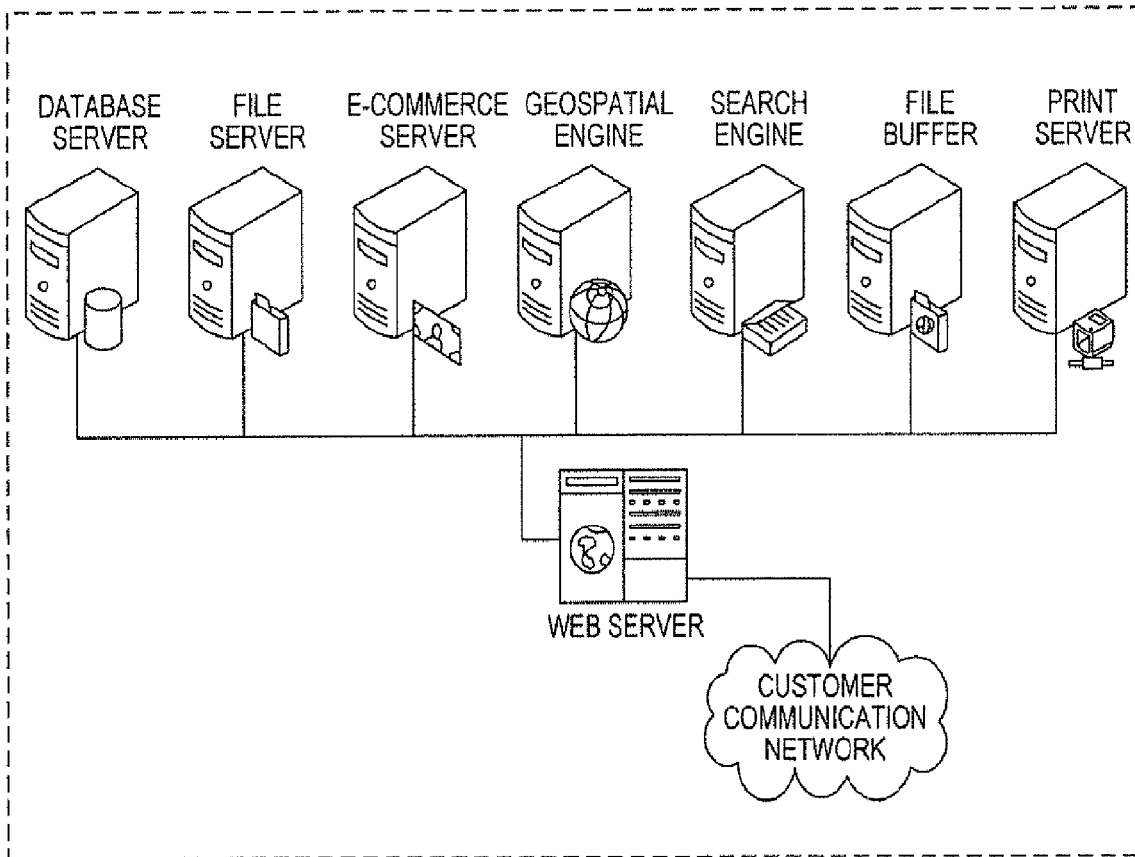 DATABASE
SERVER
FILE
SERVER
E-COMMERCE
SERVER
GEOSPATIAL
ENGINE
SEARCH
ENGINE
FILE
BUFFER
PRINT
SERVER
WEB SERVER
CUSTOMER
COMMUNICATION
NETWORK